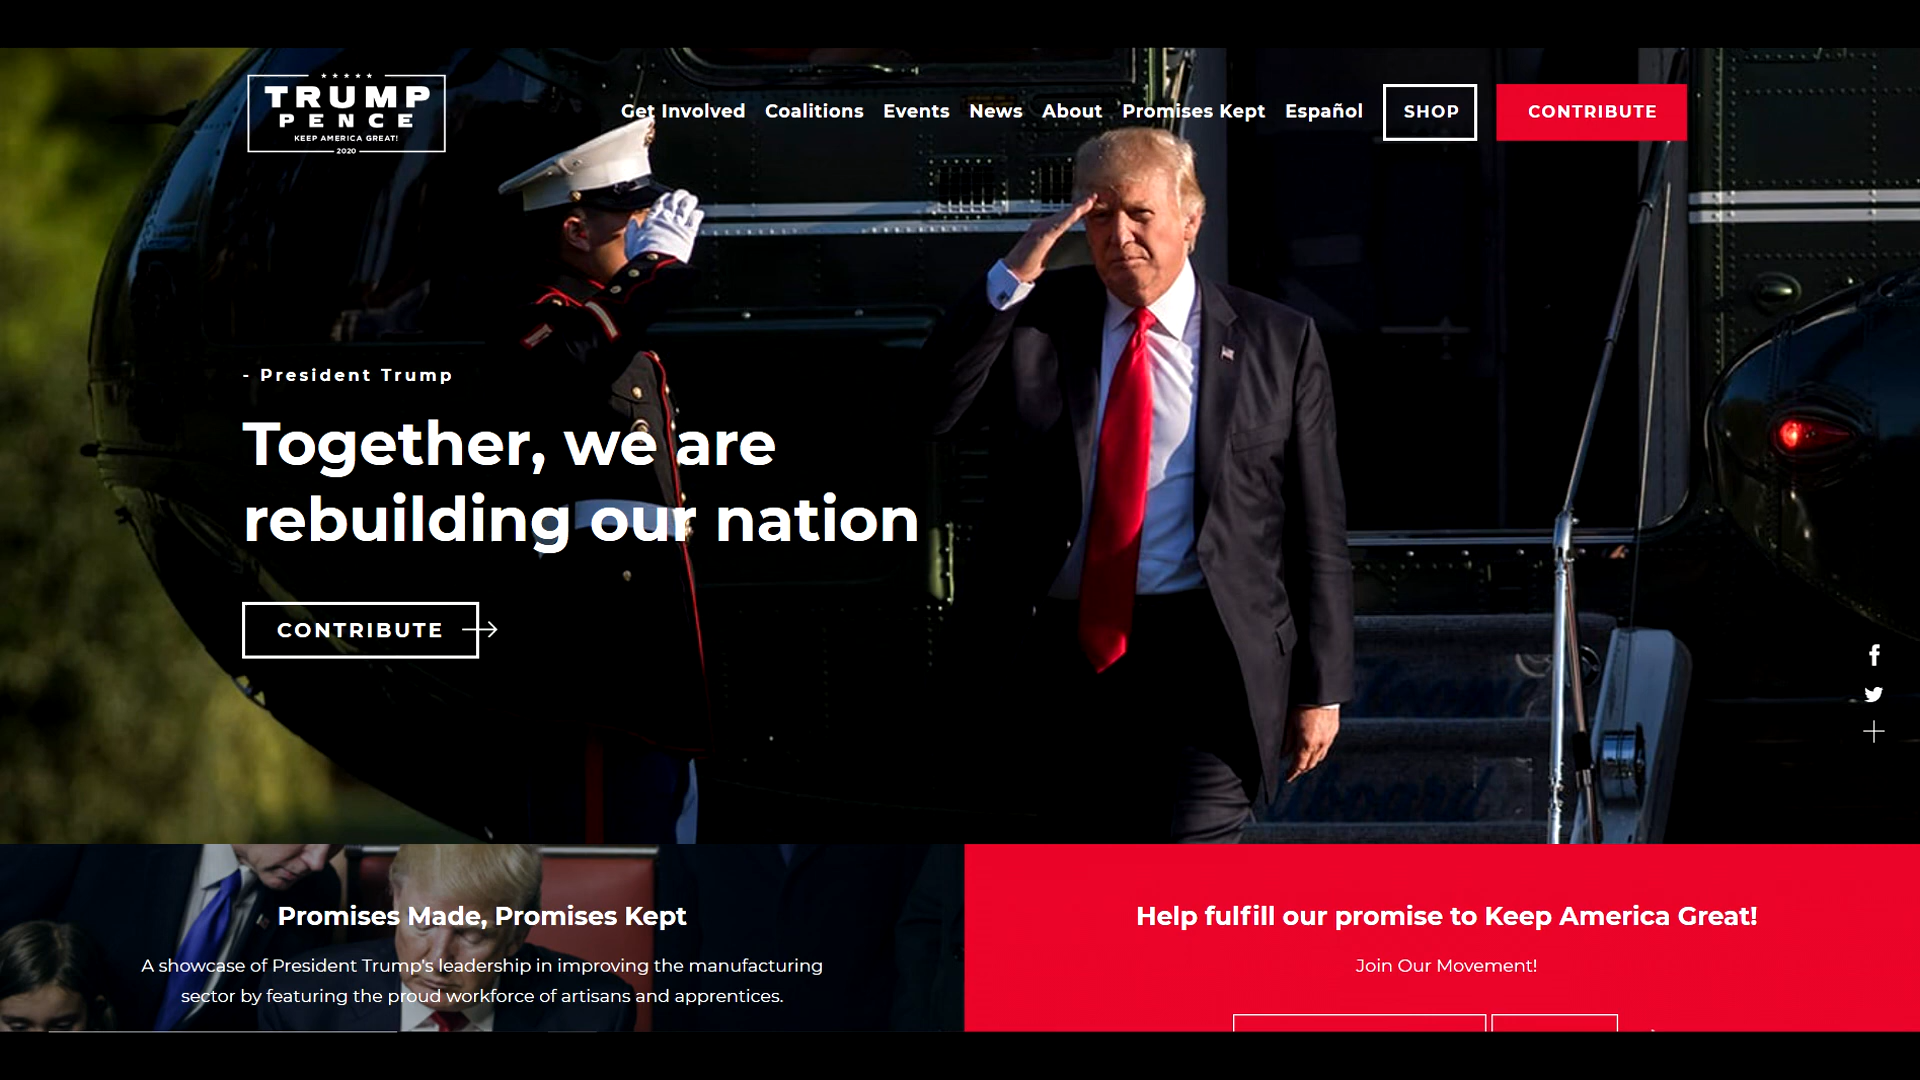 TRUMP
PENCE
KEEP AMERICA GREAT!
2020
Get Involved Coalitions Events News About Promises Kept Español SHOP CONTRIBUTE
- President Trump
Together, we are
rebuilding our nation
CONTRIBUTE
Promises Made, Promises Kept
A showcase of President Trump's leadership in improving the manufacturing
sector by featuring the proud workforce of artisans and apprentices.
Help fulfill our promise to Keep America Great!
Join Our Movement!